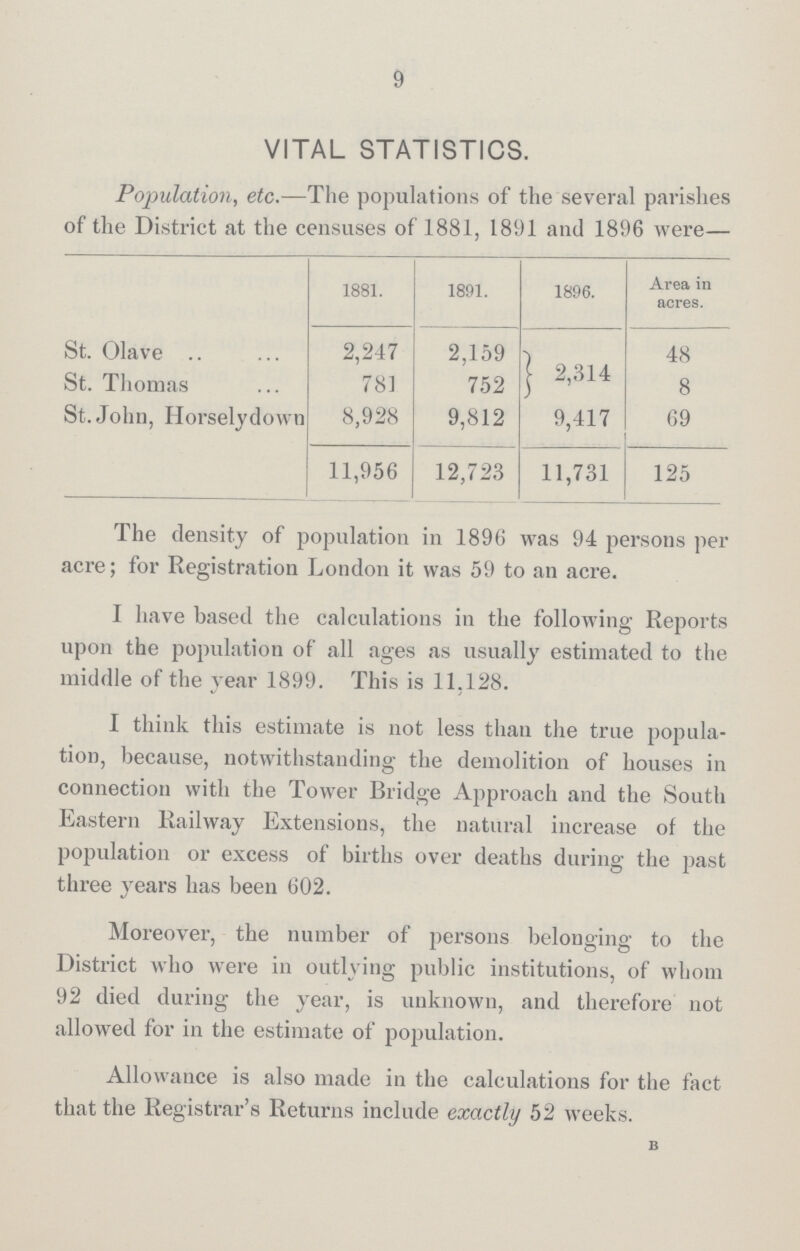 9
VITAL STATISTICS.
Population, etc.—The populations of the several parishes
of the District at the censuses of 1881, 1891 and 1896 were—
1881. 1891. 1896. Area in acres.
St. Olave .. ... 2,247 2,159 } 2,314 48
St. Thomas ... 781 752 8
St. John, Horselydown 8,928 9,812 9,417 69
11,956 12,723 11,731 125
The density of population in 1896 was 94 persons per
acre; for Registration London it was 59 to an acre.
I have based the calculations in the following Reports
upon the population of all ages as usually estimated to the
middle of the year 1899. This is 11,128.
I think this estimate is not less than the true popula-
tion, because, notwithstanding the demolition of houses in
connection with the Tower Bridge Approach and the South
Eastern Railway Extensions, the natural increase of the
population or excess of births over deaths during the past
three years has been 602.
Moreover, the number of persons belonging to the
District who were in outlying public institutions, of whom
92 died during the year, is unknown, and therefore not
allowed for in the estimate of population.
Allowance is also made in the calculations for the fact
that the Registrar's Returns include exactly 52 weeks.
B